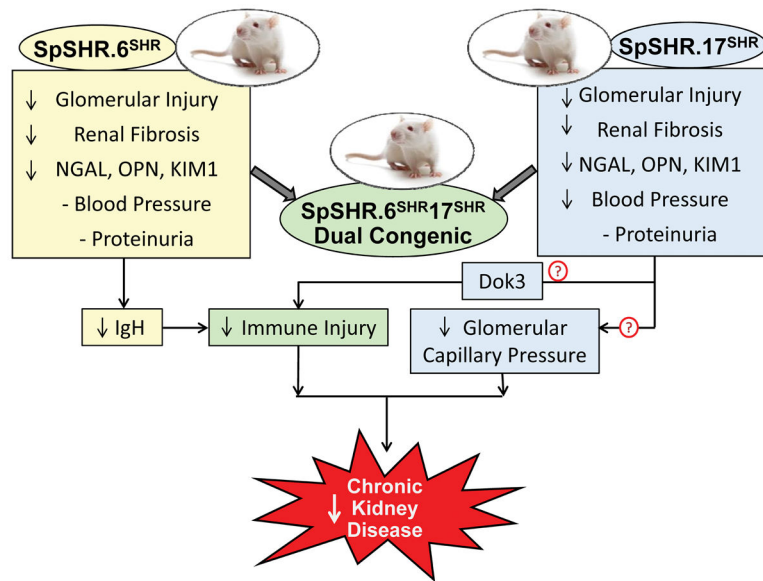 SpSHR.6SHR
↓ Glomerular Injury
↓ Renal Fibrosis
↓ NGAL, OPN, KIM1
- Blood Pressure
- Proteinuria
SpSHR.17SHR
↓ Glomerular Injury
↓ Renal Fibrosis
↓ NGAL, OPN, KIM1
↓ Blood Pressure
- Proteinuria
SpSHR.6SHR17SHR
Dual Congenic
Dok3
?
↓ IgH
↓ Immune Injury
↓ Glomerular
Capillary Pressure
?
↓ Chronic
Kidney
Disease